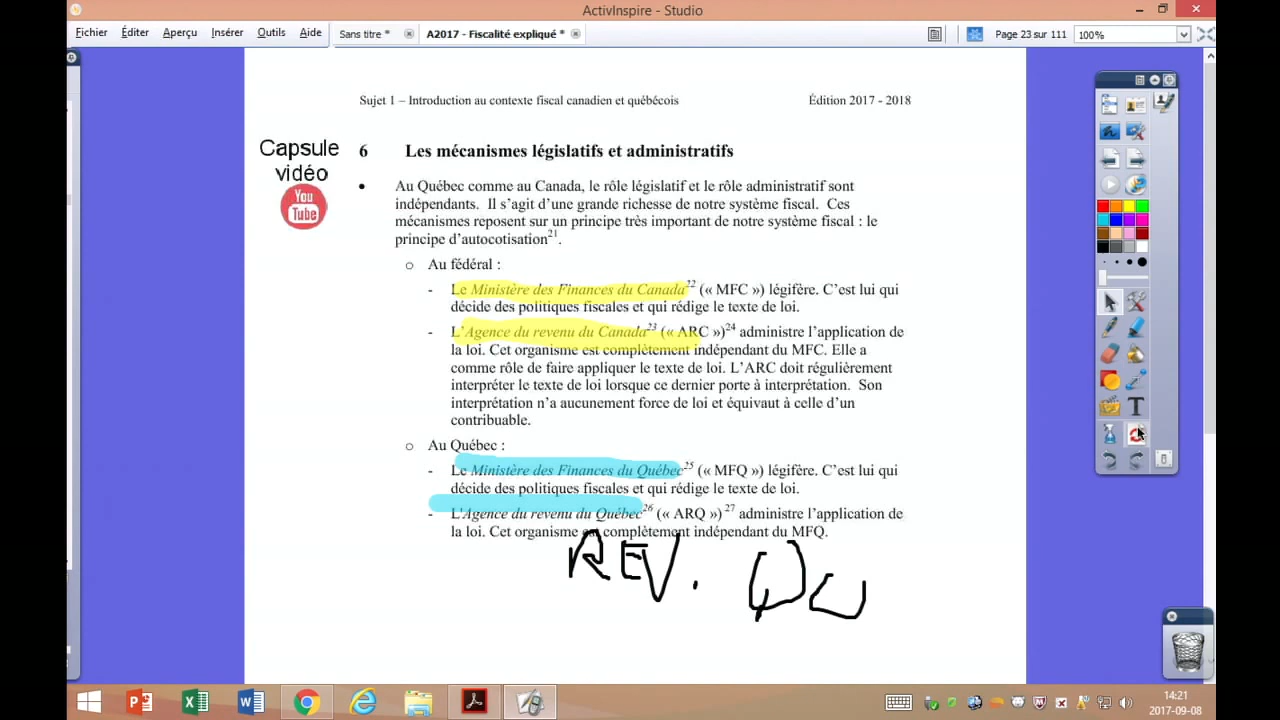 ActivInspire - Studio
Fichier Éditer Aperçu Insérer Outils Aide Sans titre * A2017 - Fiscalité expliqué * Page 23 sur 111 100%
Sujet 1 – Introduction au contexte fiscal canadien et québécois Édition 2017 - 2018
Capsule
vidéo
You
Tube
6 Les mécanismes législatifs et administratifs
• Au Québec comme au Canada, le rôle législatif et le rôle administratif sont
indépendants. Il s’agit d’une grande richesse de notre système fiscal. Ces
mécanismes reposent sur un principe très important de notre système fiscal : le
principe d’autocotisation21.
o Au fédéral :
- Le Ministère des Finances du Canada22 (« MFC ») légifère. C’est lui qui
décide des politiques fiscales et qui rédige le texte de loi.
- L’Agence du revenu du Canada23 (« ARC »)24 administre l’application de
la loi. Cet organisme est complètement indépendant du MFC. Elle a
comme rôle de faire appliquer le texte de loi. L’ARC doit régulièrement
interpréter le texte de loi lorsque ce dernier porte à interprétation. Son
interprétation n’a aucunement force de loi et équivaut à celle d’un
contribuable.
o Au Québec :
- Le Ministère des Finances du Québec25 (« MFQ ») légifère. C’est lui qui
décide des politiques fiscales et qui rédige le texte de loi.
- L’Agence du revenu du Québec26 (« ARQ ») 27 administre l’application de
la loi. Cet organisme est complètement indépendant du MFQ.
REV. QU
14:21
2017-09-08